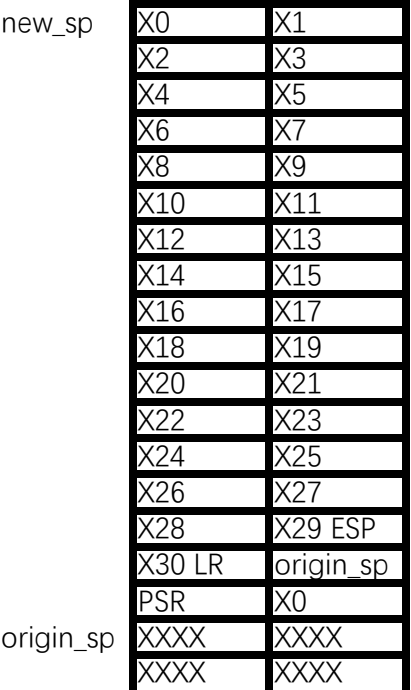 new_sp X0 X1
X2 X3
X4 X5
X6 X7
X8 X9
X10 X11
X12 X13
X14 X15
X16 X17
X18 X19
X20 X21
X22 X23
X24 X25
X26 X27
X28 X29 ESP
X30 LR origin_sp
PSR X0
origin_sp XXXX XXXX
XXXX XXXX